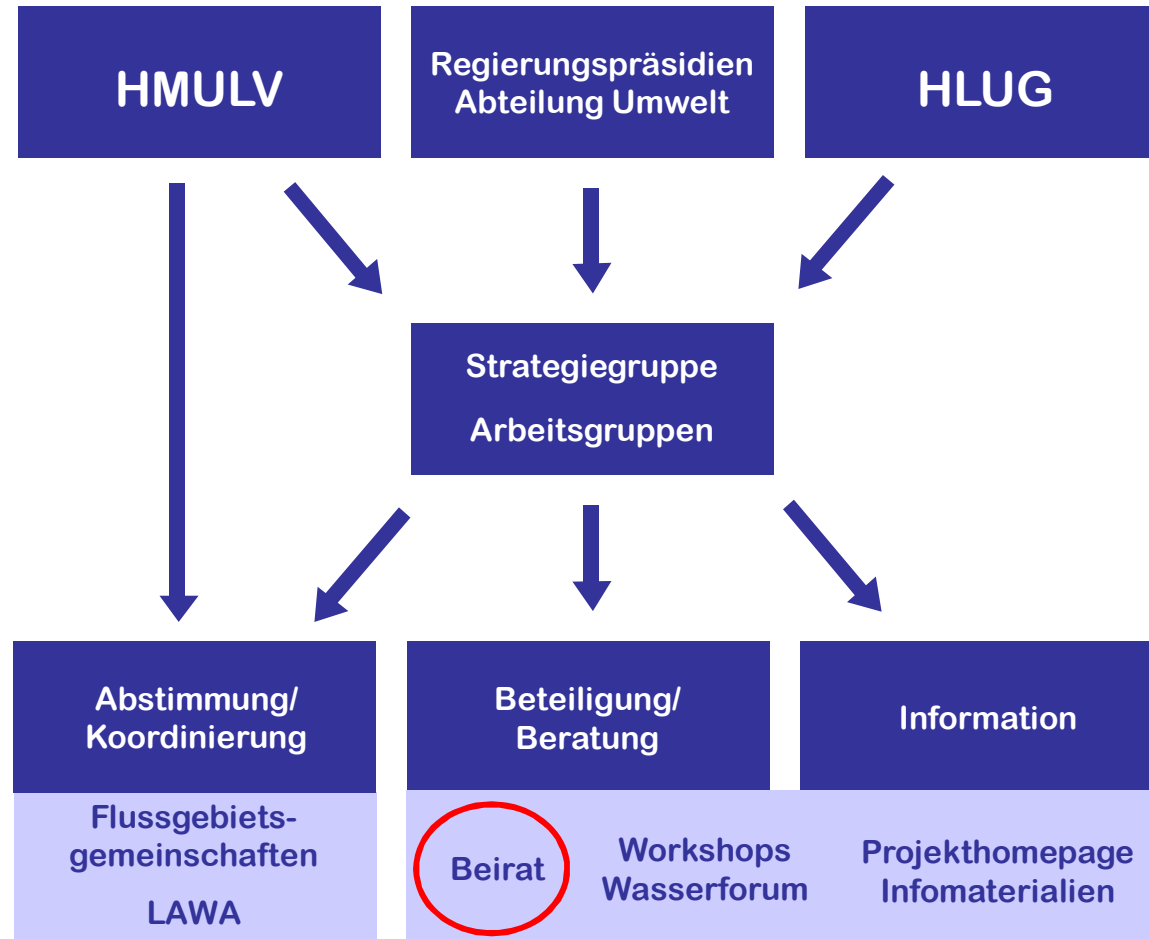 HMULV
Regierungspräsidien
Abteilung Umwelt
HLUG
Strategiegruppe
Arbeitsgruppen
Abstimmung/
Koordinierung
Beteiligung/
Beratung
Information
Flussgebiets-
gemeinschaften
LAWA
Beirat
Workshops
Wasserforum
Projekthomepage
Infomaterialien